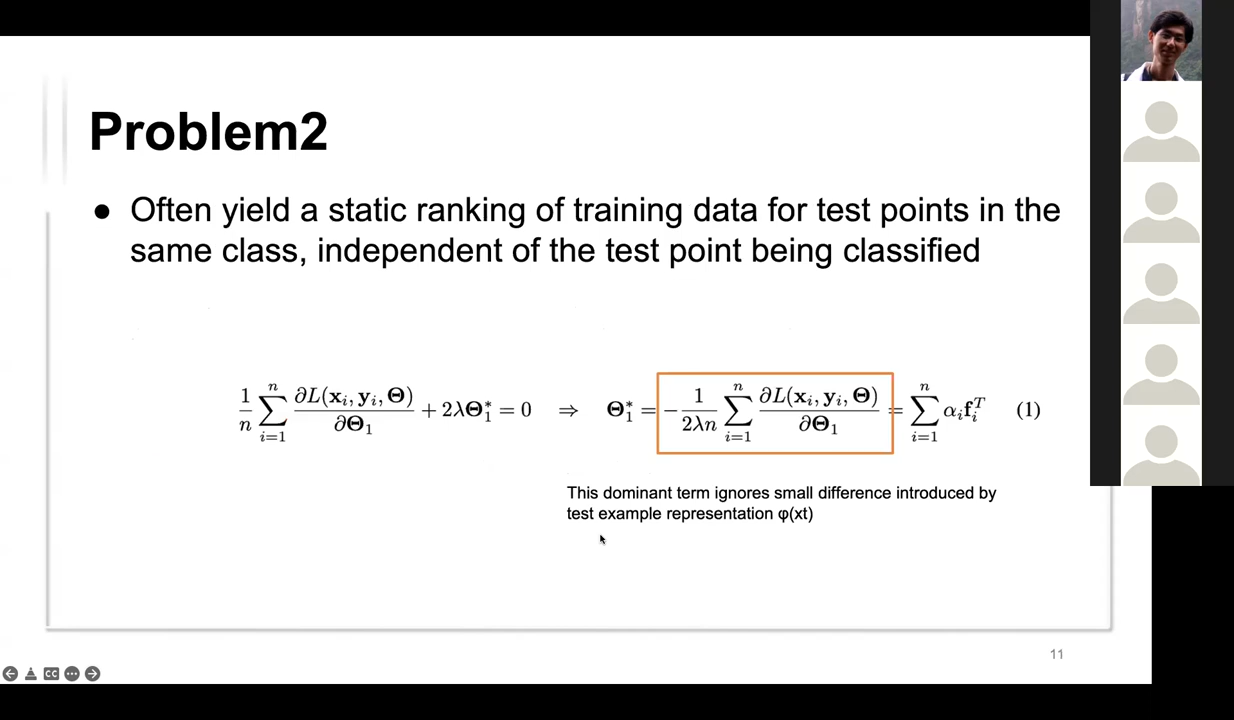 Problem2
● Often yield a static ranking of training data for test points in the
same class, independent of the test point being classified
$\frac{1}{n}\sum_{i=1}^{n}\frac{\partial L(\mathbf{x}_i, \mathbf{y}_i, \mathbf{\Theta})}{\partial \mathbf{\Theta}_1} + 2\lambda\mathbf{\Theta}_1^* = 0 \Rightarrow \mathbf{\Theta}_1^* = -\frac{1}{2\lambda n}\sum_{i=1}^{n}\frac{\partial L(\mathbf{x}_i, \mathbf{y}_i, \mathbf{\Theta})}{\partial \mathbf{\Theta}_1} = \sum_{i=1}^{n}\alpha_i \mathbf{f}_i^T \quad (1)$
This dominant term ignores small difference introduced by
test example representation φ(xt)
11
CC